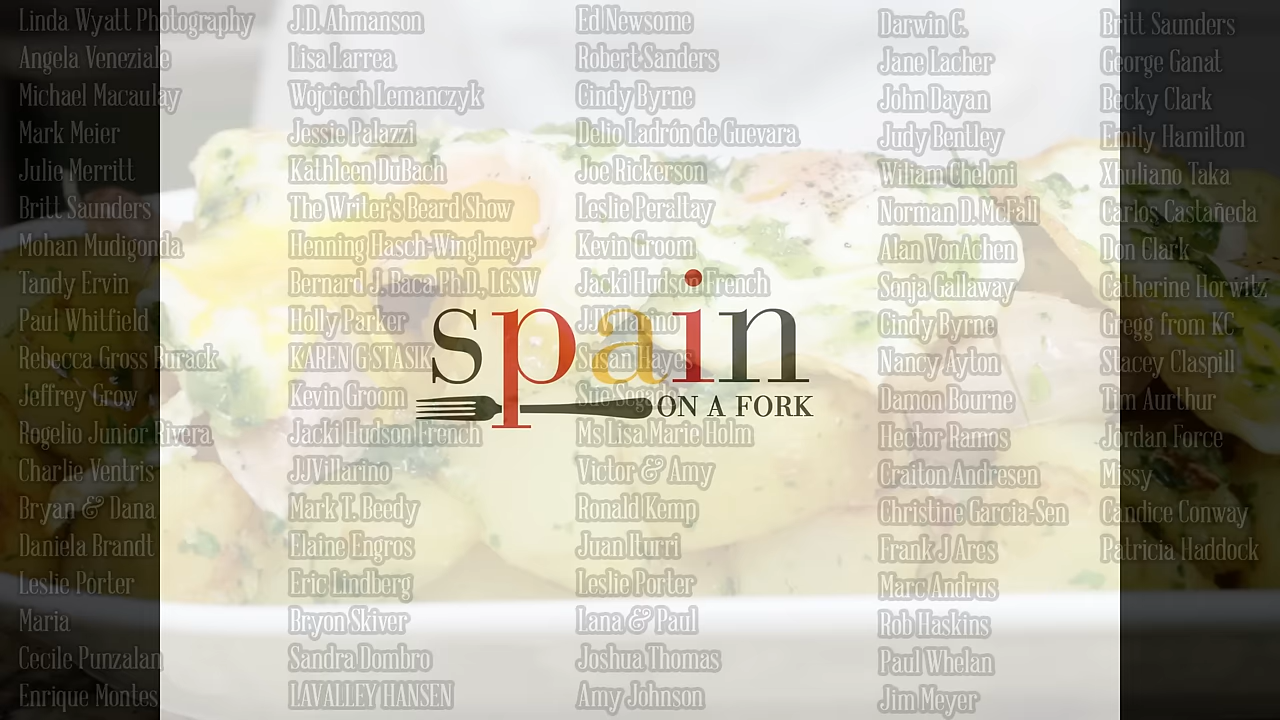 Linda Wyatt Photography
Angela Veneziale
Michael Macaulay
Mark Meier
Julie Merritt
Britt Saunders
Mohan Mudigonda
Tandy Ervin
Paul Whitfield
Rebecca Gross Burack
Jeffrey Grow
Rogelio Junior Rivera
Charlie Ventris
Bryan & Dana
Daniela Brandt
Leslie Porter
Maria
Cecile Punzalan
Enrique Montes
J.D. Ahmanson
Lisa Larrea
Wojciech Lemanczyk
Jessie Palazzi
Kathleen DuBach
The Writer's Beard Show
Henning Hasch-Winglmeyr
Bernard J. Baca, Ph.D., LCSW
Holly Parker
KAREN G STASIK
Kevin Groom
Jacki Hudson French
JJVillarino
Mark T. Beedy
Elaine Engros
Eric Lindberg
Bryon Skiver
Sandra Dombro
LAVALLEY HANSEN
Ed Newsome
Robert Sanders
Cindy Byrne
Delio Ladrón de Guevara
Joe Rickerson
Leslie Peraltay
Kevin Groom
Jacki Hudson French
Susan Hayes
Sue
Ms Lisa Marie Holm
Victor & Amy
Ronald Kemp
Juan Iturri
Leslie Porter
Lana & Paul
Joshua Thomas
Amy Johnson
spain
ON A FORK
Darwin C.
Jane Lacher
John Dayan
Judy Bentley
Wiliam Cheloni
Norman D. McFall
Alan VonAchen
Sonja Gallaway
Cindy Byrne
Nancy Ayton
Damon Bourne
Hector Ramos
Craiton Andresen
Christine Garcia-Sen
Frank J Ares
Marc Andrus
Rob Haskins
Paul Whelan
Jim Meyer
Britt Saunders
George Ganat
Becky Clark
Emily Hamilton
Xhuliano Taka
Carlos Castañeda
Don Clark
Catherine Horwitz
Gregg from KC
Stacey Claspill
Tim Aurthur
Jordan Force
Missy
Candice Conway
Patricia Haddock